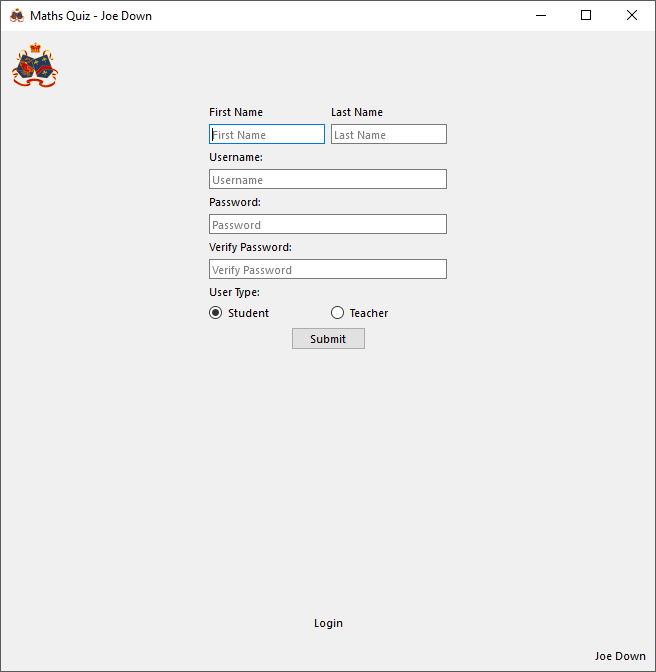 Maths Quiz - Joe Down
First Name Last Name
First Name Last Name
Username:
Username
Password:
Password
Verify Password:
Verify Password
User Type:
Student Teacher
Submit
Login
Joe Down